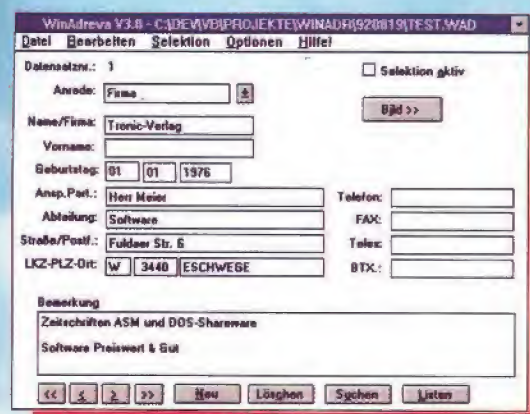 WinAdreva V3.0 - C:\DEV\VB\PROJEKTE\WINADR\920819\TEST.WAD
Datei Bearbeiten Selektion Optionen Hilfe!
Datensatznr.: 1
Selektion aktiv
Anrede: Firma
Bild >>
Name/Firma: Tronic-Verlag
Vorname:
Geburtstag: 01 01 1976
Ansp.Part.: Herr Meier Telefon:
Abteilung: Software FAX:
Straße/Postf.: Fuldaer Str. 6 Telex:
LKZ-PLZ-Ort: W 3440 ESCHWEGE BTX.:
Bemerkung
Zeitschriften ASM und DOS-Shareware
Software Preiswert & Gut
<< < > >> Neu Löschen Suchen Listen